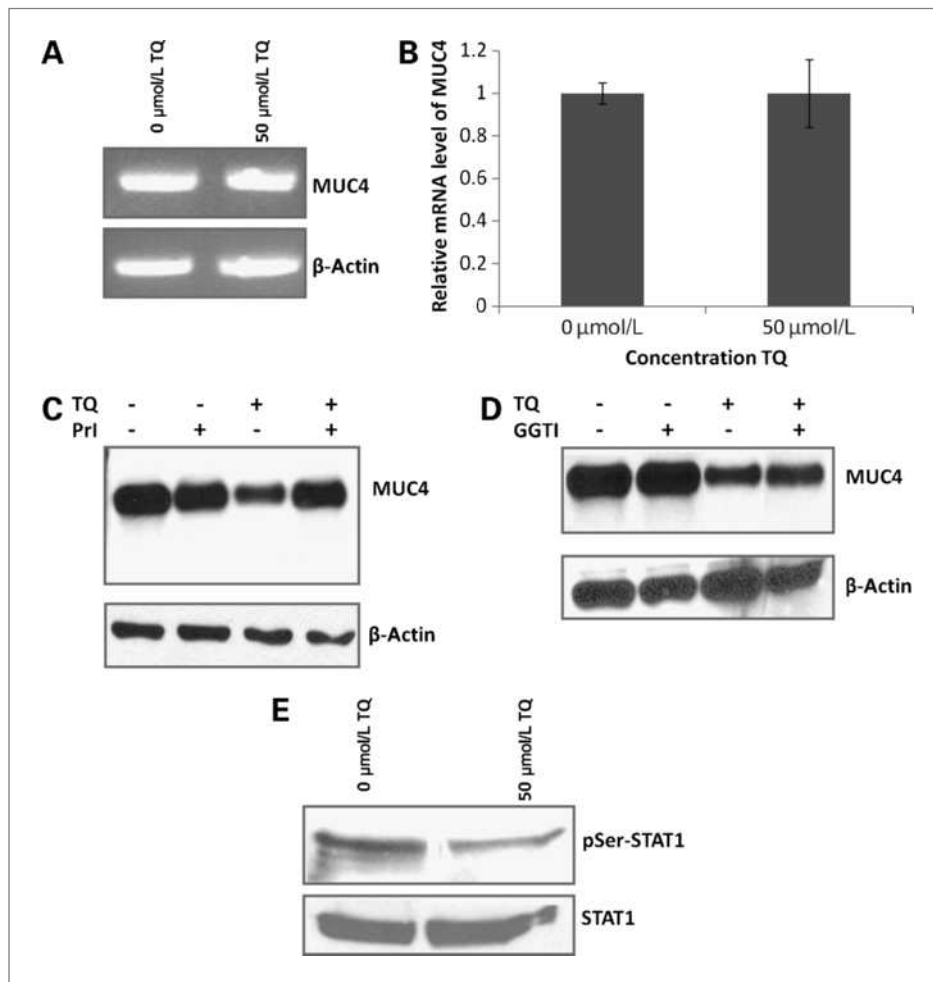 A
0 µmol/L TQ
50 µmol/L TQ
MUC4
β-Actin
B
Relative mRNA level of MUC4
1.2
1
0.8
0.6
0.4
0.2
0
0 µmol/L
50 µmol/L
Concentration TQ
C
TQ - - + +
PrI - + - +
MUC4
β-Actin
D
TQ - - + +
GGTI - + - +
MUC4
β-Actin
E
0 µmol/L TQ
50 µmol/L TQ
pSer-STAT1
STAT1